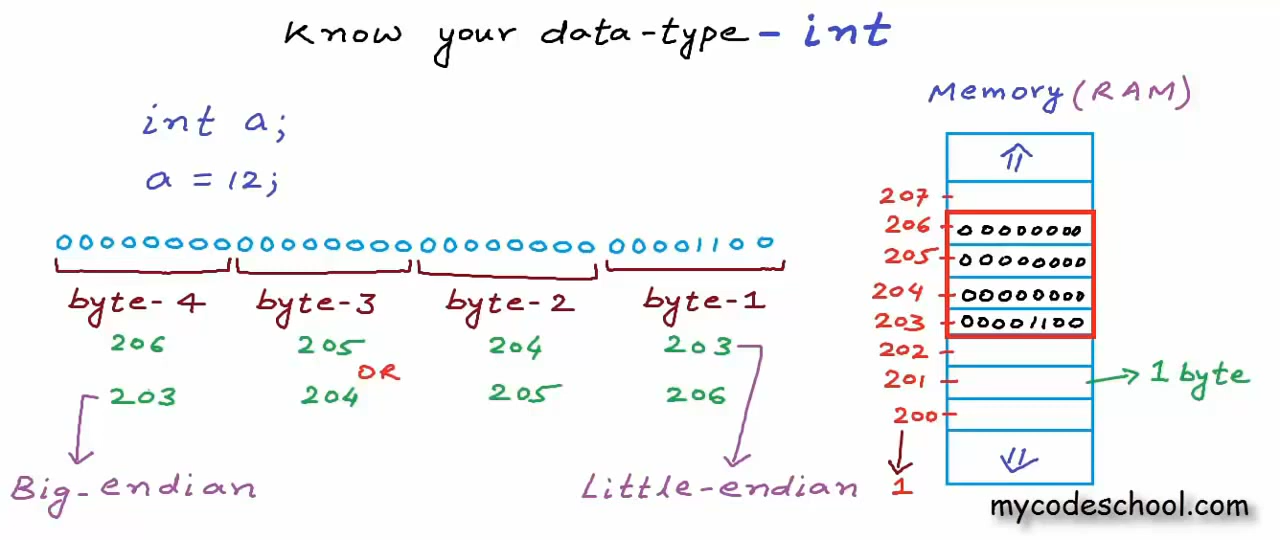 Know your data-type - int
Memory (RAM)
int a;
a = 12;
00000000 00000000 00000000 00001100
byte-4 byte-3 byte-2 byte-1
206 205 204 203
OR
203 204 205 206
Big-endian Little-endian
207
206 00000000
205 00000000
204 00000000
203 00001100
202
201 1 byte
200
1
mycodeschool.com